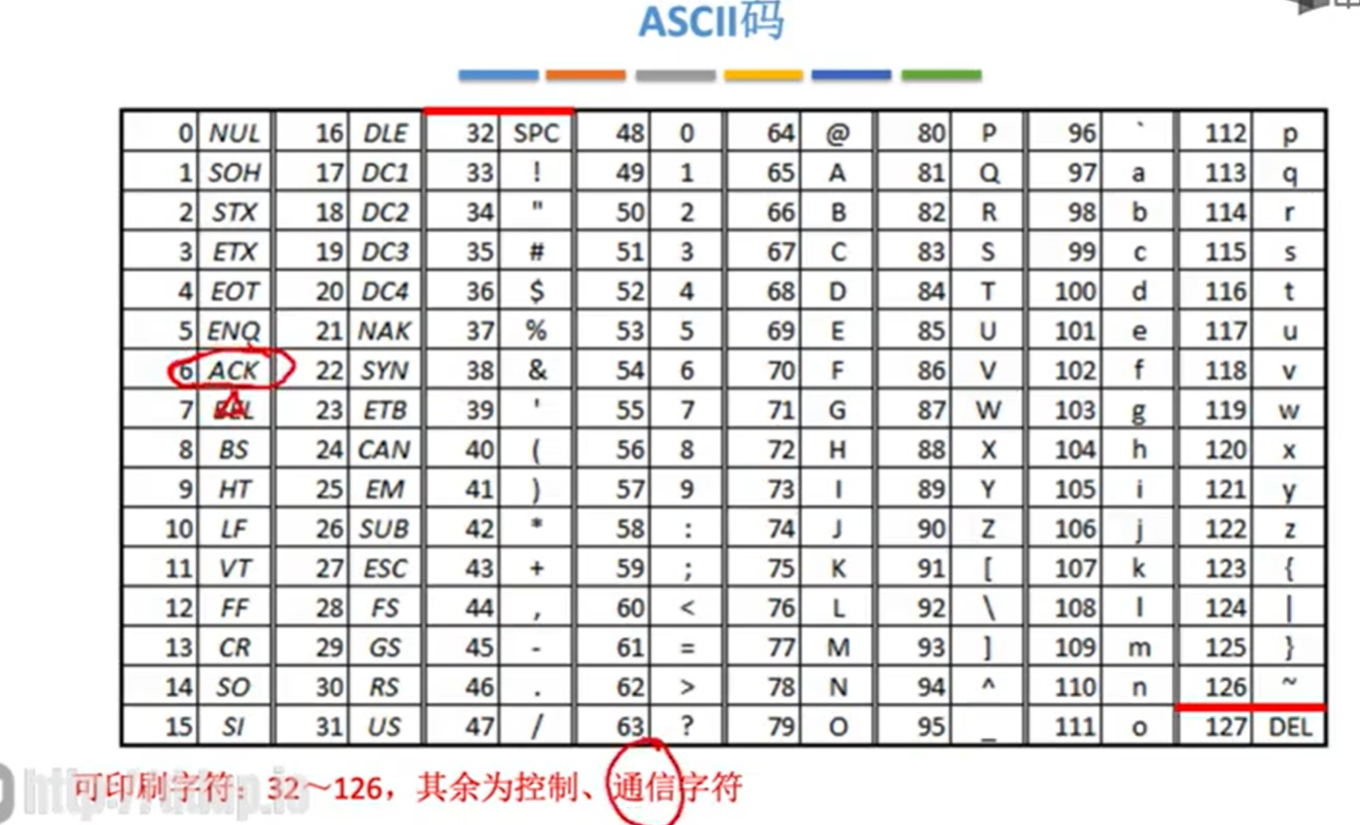 ASCII码
0 NUL 16 DLE 32 SPC 48 0 64 @ 80 P 96 ` 112 p
1 SOH 17 DC1 33 ! 49 1 65 A 81 Q 97 a 113 q
2 STX 18 DC2 34 " 50 2 66 B 82 R 98 b 114 r
3 ETX 19 DC3 35 # 51 3 67 C 83 S 99 c 115 s
4 EOT 20 DC4 36 $ 52 4 68 D 84 T 100 d 116 t
5 ENQ 21 NAK 37 % 53 5 69 E 85 U 101 e 117 u
6 ACK 22 SYN 38 & 54 6 70 F 86 V 102 f 118 v
7 BEL 23 ETB 39 ' 55 7 71 G 87 W 103 g 119 w
8 BS 24 CAN 40 ( 56 8 72 H 88 X 104 h 120 x
9 HT 25 EM 41 ) 57 9 73 I 89 Y 105 i 121 y
10 LF 26 SUB 42 * 58 : 74 J 90 Z 106 j 122 z
11 VT 27 ESC 43 + 59 ; 75 K 91 [ 107 k 123 {
12 FF 28 FS 44 , 60 < 76 L 92 \ 108 l 124 |
13 CR 29 GS 45 - 61 = 77 M 93 ] 109 m 125 }
14 SO 30 RS 46 . 62 > 78 N 94 ^ 110 n 126 ~
15 SI 31 US 47 / 63 ? 79 O 95 _ 111 o 127 DEL
可印刷字符：32～126，其余为控制、通信字符